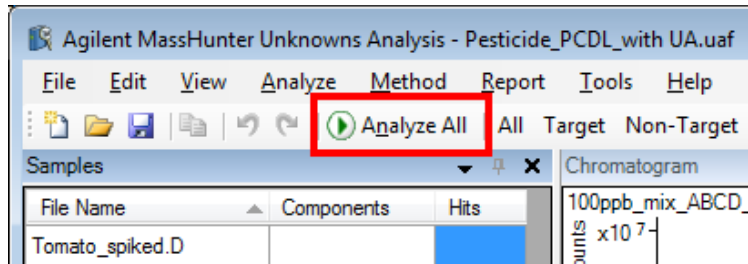 Agilent MassHunter Unknowns Analysis - Pesticide_PCDL_with UA.uaf
File Edit View Analyze Method Report Tools Help
Analyze All All Target Non-Target
Samples Chromatogram
File Name Components Hits 100ppb_mix_ABCD_
Tomato_spiked.D counts x10 7